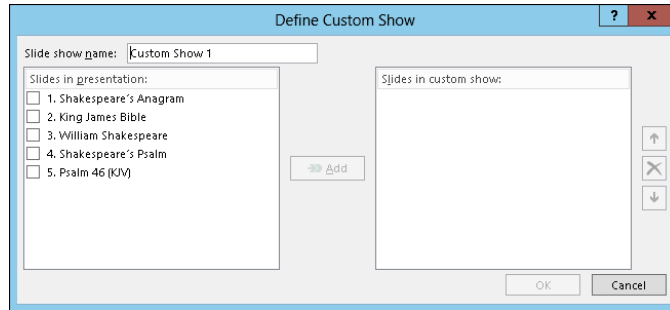 Define Custom Show
?
x
Slide show name: Custom Show 1
Slides in presentation:
1. Shakespeare's Anagram
2. King James Bible
3. William Shakespeare
4. Shakespeare's Psalm
5. Psalm 46 (KJV)
Add
Slides in custom show:
OK
Cancel